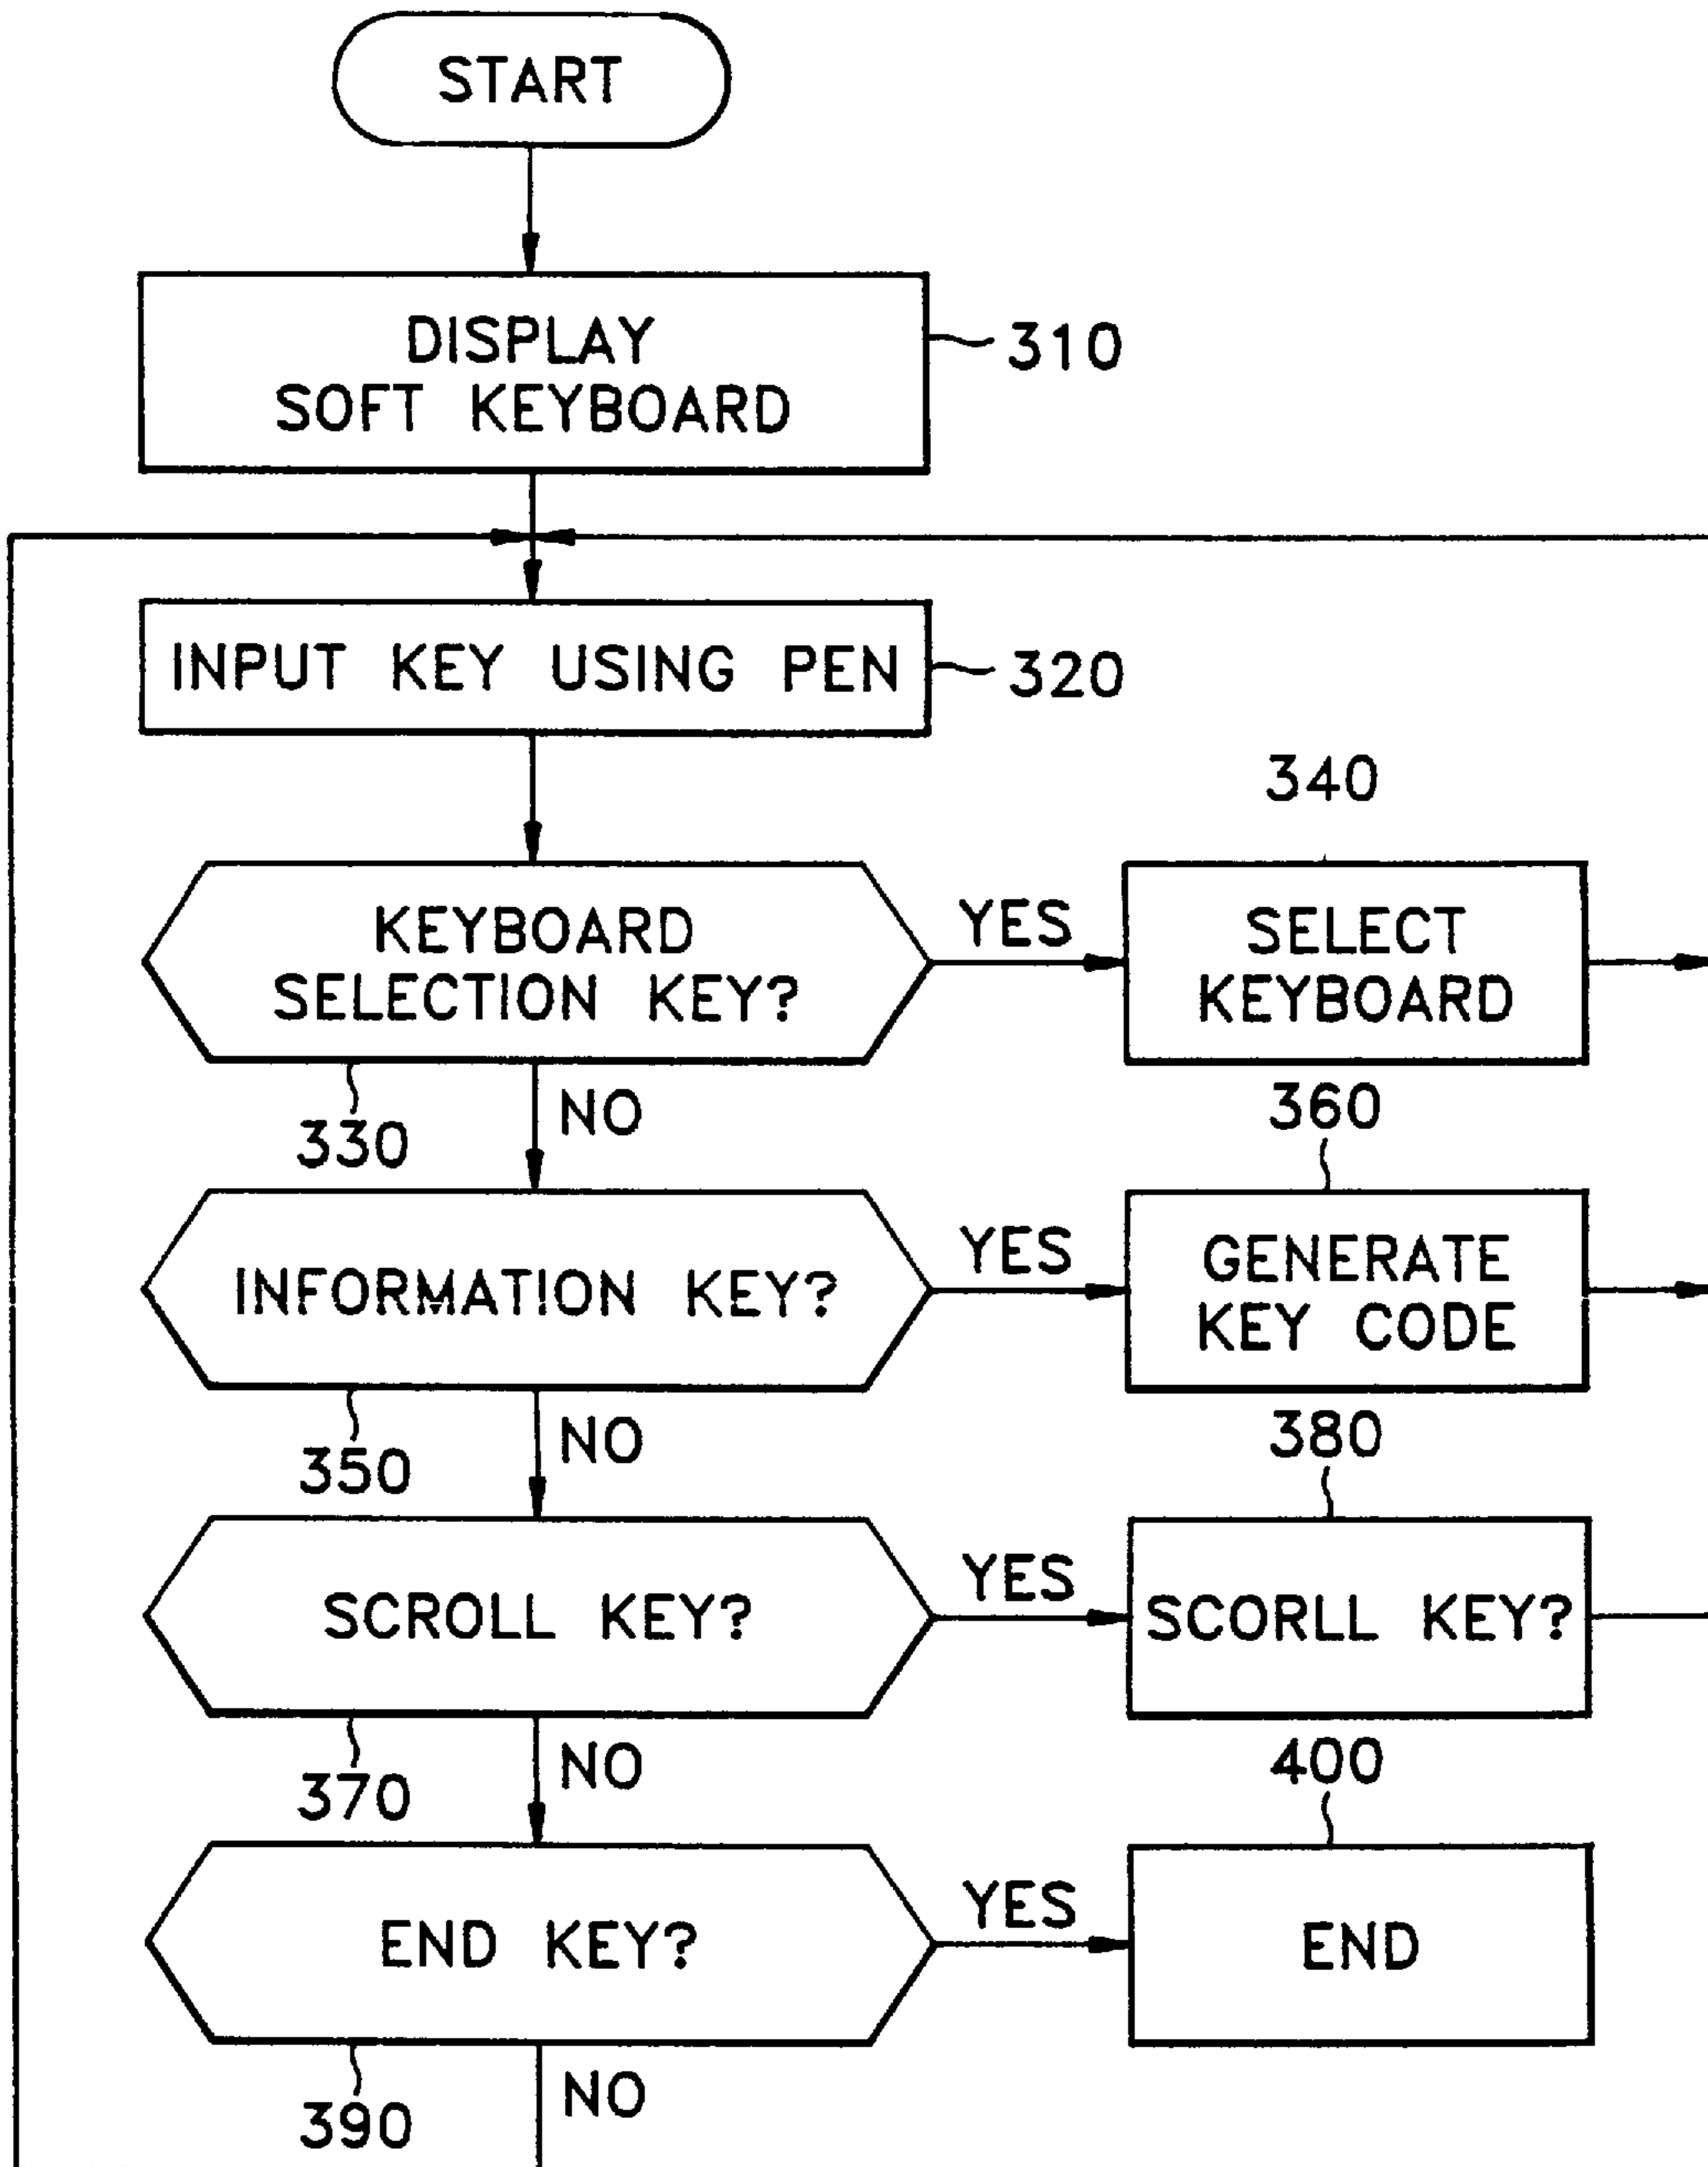 START
DISPLAY
SOFT KEYBOARD
310
INPUT KEY USING PEN
320
340
KEYBOARD
SELECTION KEY?
YES
SELECT
KEYBOARD
330
NO
360
INFORMATION KEY?
YES
GENERATE
KEY CODE
350
NO
380
SCROLL KEY?
YES
SCORLL KEY?
370
NO
400
END KEY?
YES
END
390
NO